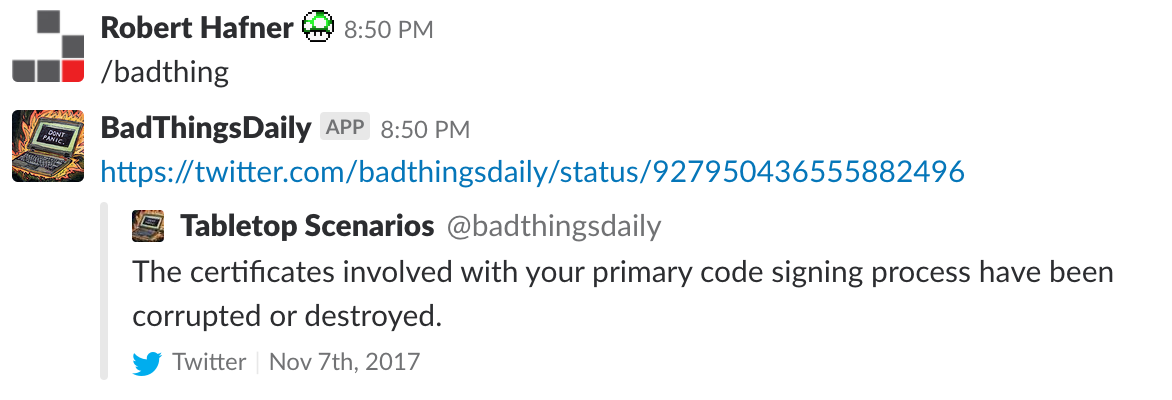 Robert Hafner 8:50 PM
/badthing
DONT
PANIC.
BadThingsDaily APP 8:50 PM
https://twitter.com/badthingsdaily/status/927950436555882496
Tabletop Scenarios @badthingsdaily
The certificates involved with your primary code signing process have been
corrupted or destroyed.
Twitter | Nov 7th, 2017